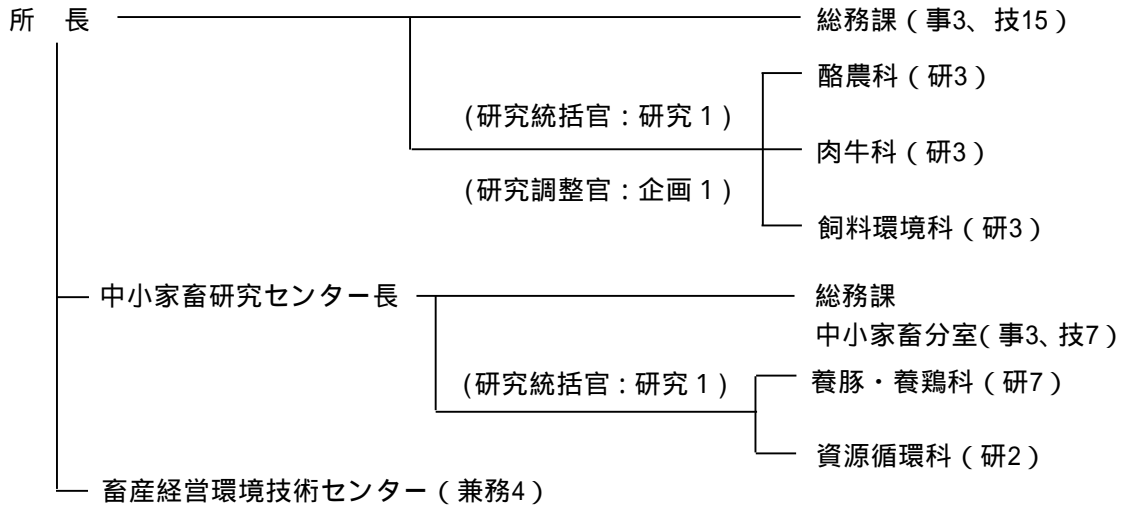 所　長
総務課（事3、技15）
酪農科（研3）
(研究統括官：研究１)
肉牛科（研3）
(研究調整官：企画１)
飼料環境科（研3）
中小家畜研究センター長
総務課
中小家畜分室（事3、技7）
(研究統括官：研究１)
養豚・養鶏科（研7）
資源循環科（研2）
畜産経営環境技術センター（兼務4）